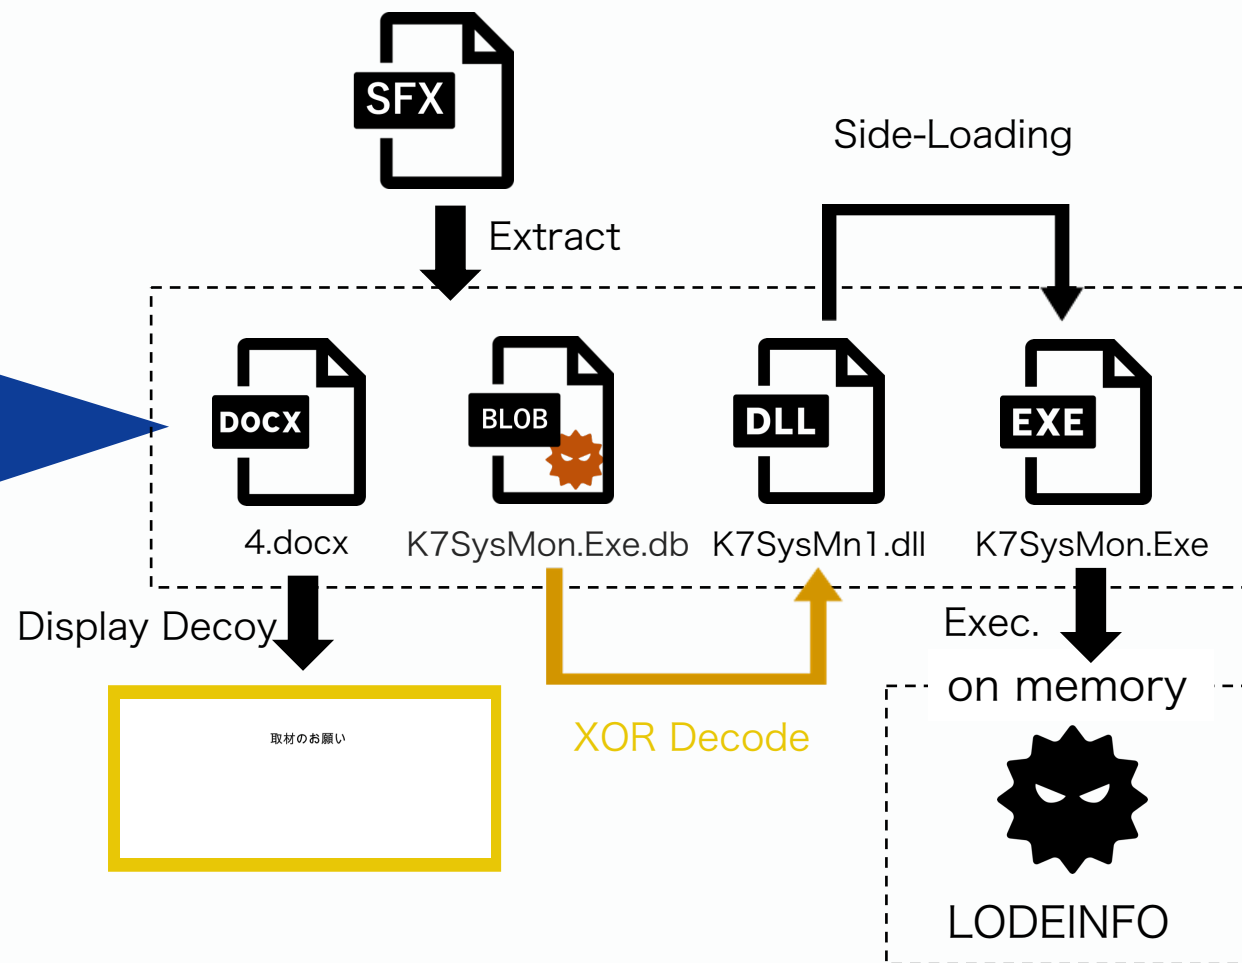 SFX
Extract
Side-Loading
DOCX
BLOB
DLL
EXE
4.docx
K7SysMon.Exe.db
K7SysMn1.dll
K7SysMon.Exe
Display Decoy
Exec.
on memory
取材のお願い
XOR Decode
LODEINFO